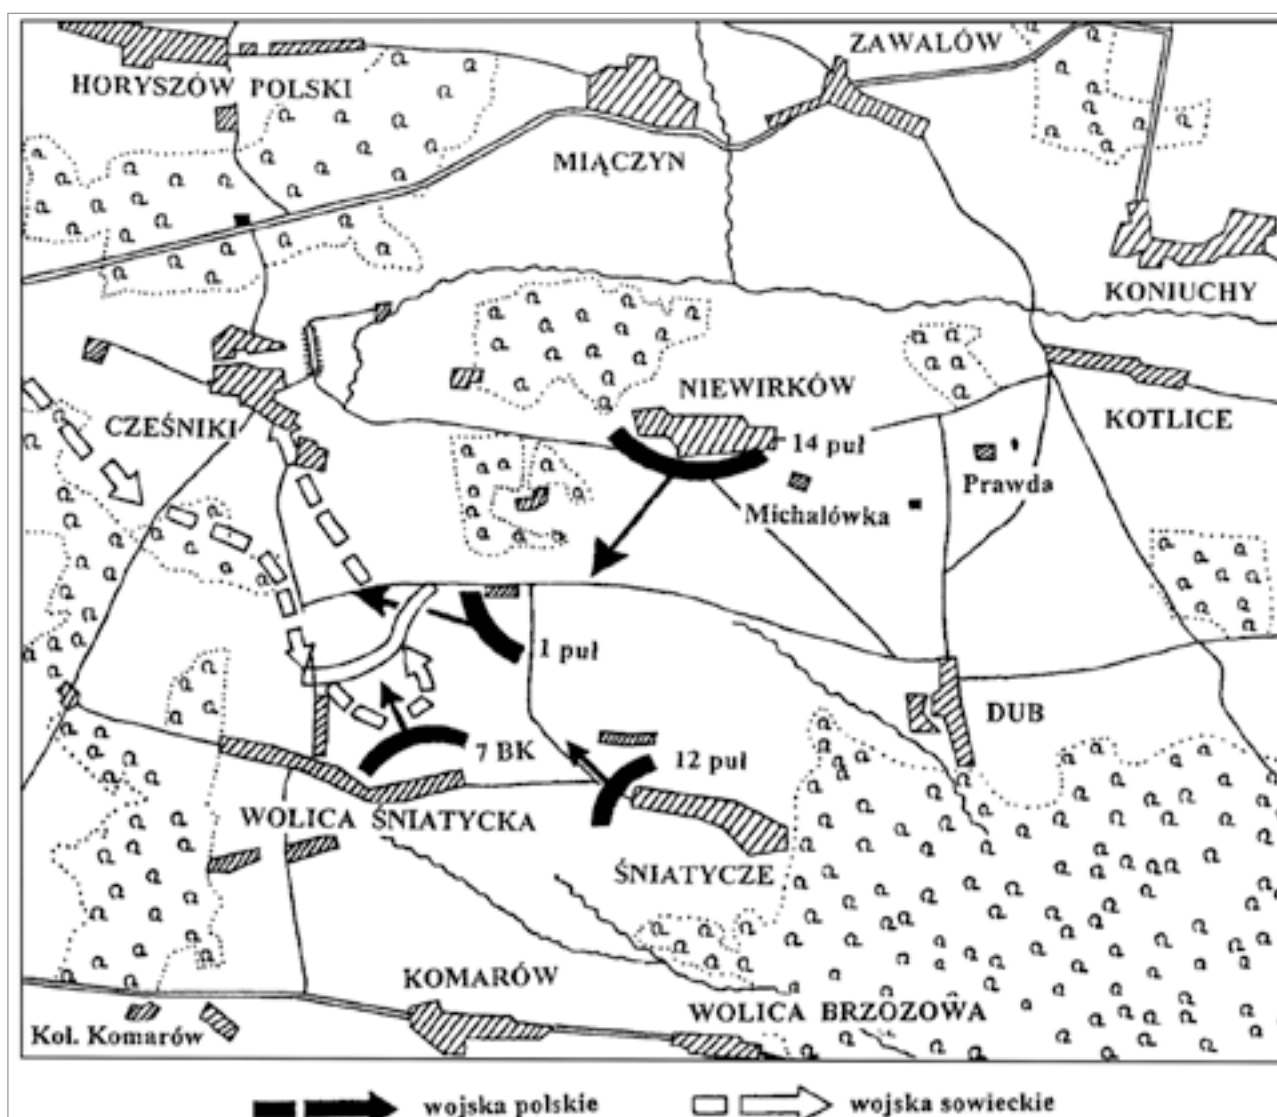 ZAWALÓW
HORYSZÓW POLSKI
MIĄCZYN
KONIUCHY
NIEWIRKÓW
KOTLICE
CZEŚNIKI
14 puł
Prawda
Michalówka
1 puł
DUB
7 BK
12 puł
WOLICA ŚNIATYCKA
ŚNIATYCZE
KOMARÓW
WOLICA BRZOZOWA
Koł. Komarów
wojska polskie
wojska sowieckie